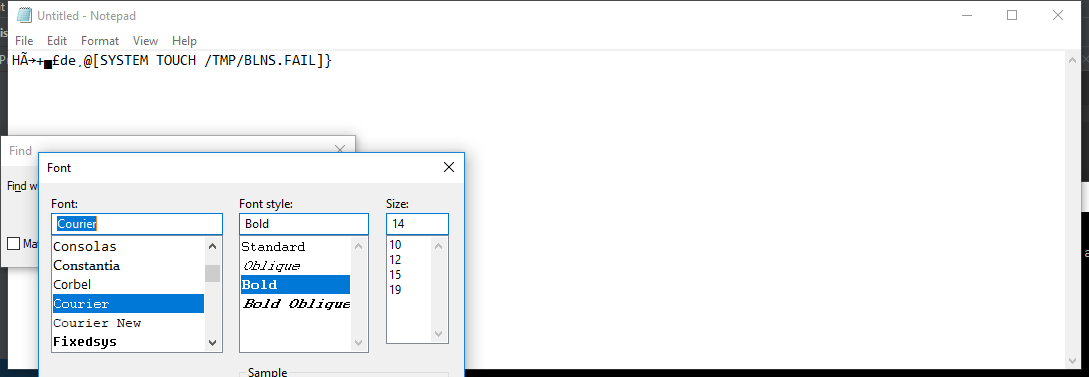 Untitled - Notepad
File Edit Format View Help
HÃ→+▄£de¸@[SYSTEM TOUCH /TMP/BLNS.FAIL]}
Find
Find w
Ma
Font
Font: Font style: Size:
Courier Bold 14
Consolas Standard 10
Constantia Oblique 12
Corbel Bold 15
Courier Bold Oblique 19
Courier New
Fixedsys
Sample